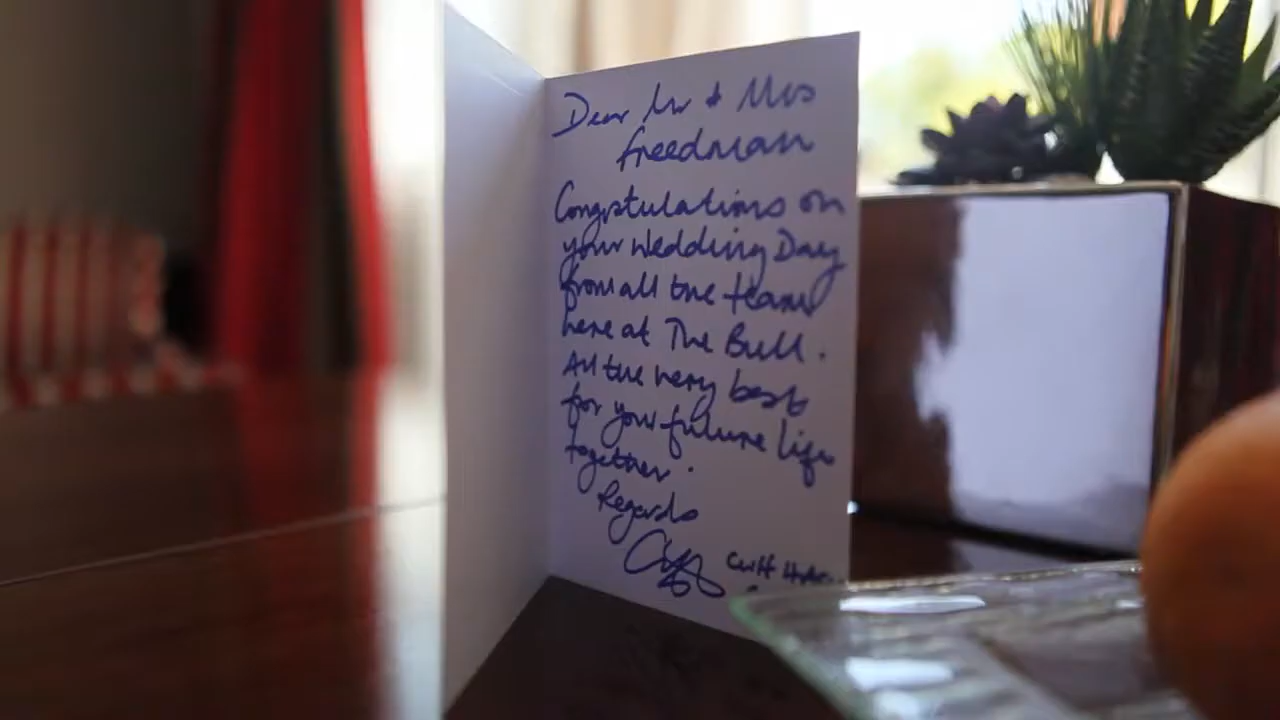 Dear Mr & Mrs
Freedman
Congratulations on
your Wedding Day
from all the team
here at The Bull.
All the very best
for your future life
together.
Regards